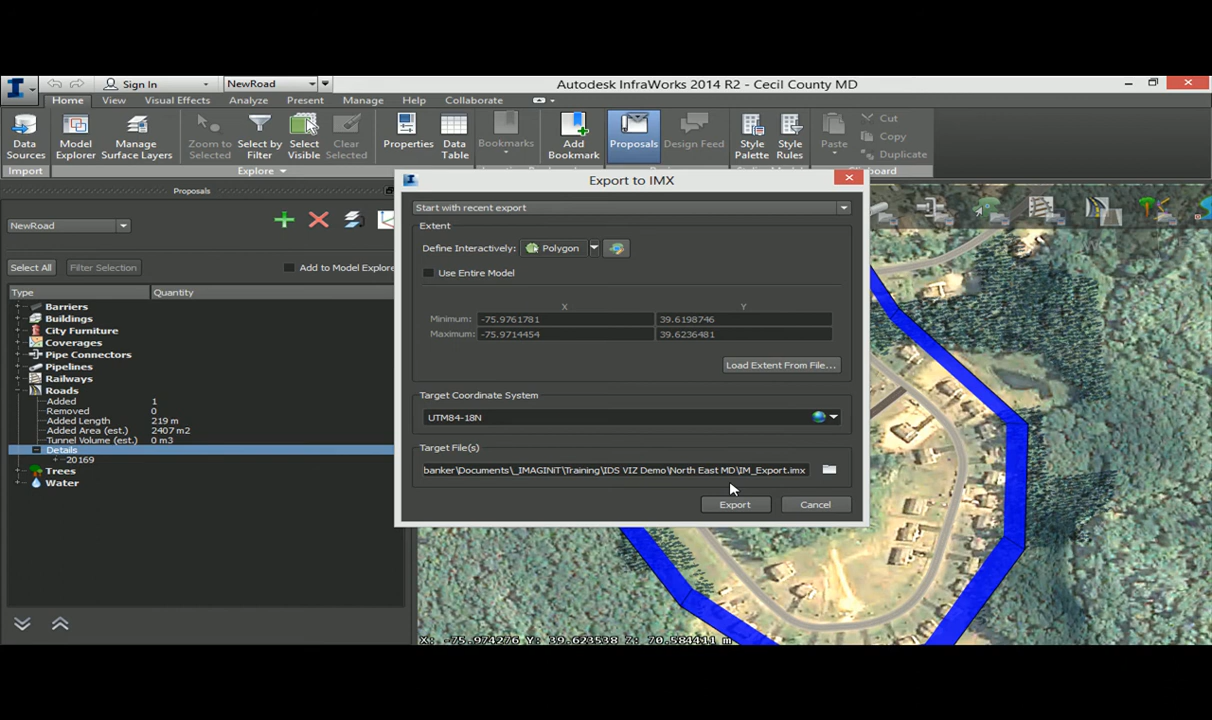 Sign In
NewRoad
Autodesk InfraWorks 2014 R2 - Cecil County MD
Home
View
Visual Effects
Analyze
Present
Manage
Help
Collaborate
Data Sources
Model Explorer
Manage Surface Layers
Zoom to Selected
Select by Filter
Select Visible
Clear Selected
Properties
Data Table
Bookmarks
Add Bookmark
Proposals
Design Feed
Style Palette
Style Rules
Paste
Cut
Copy
Duplicate
Import
Explore
Proposals
NewRoad
Select All
Filter Selection
Add to Model Explore
Type
Quantity
Barriers
Buildings
City Furniture
Coverages
Pipe Connectors
Pipelines
Railways
Roads
Added 1
Removed 0
Added Length 219 m
Added Area (est.) 2407 m2
Tunnel Volume (est.) 0 m3
Details
20169
Trees
Water
Export to IMX
Start with recent export
Extent
Define Interactively: Polygon
Use Entire Model
X Y
Minimum: -75.9761781 39.6198746
Maximum: -75.9714454 39.6236481
Load Extent From File...
Target Coordinate System
UTM84-18N
Target File(s)
banker\Documents\_IMAGINiT\Training\IDS VIZ Demo\North East MD\IM_Export.imx
Export
Cancel
X: -75.974276 Y: 39.623538 Z: 70.584411 m